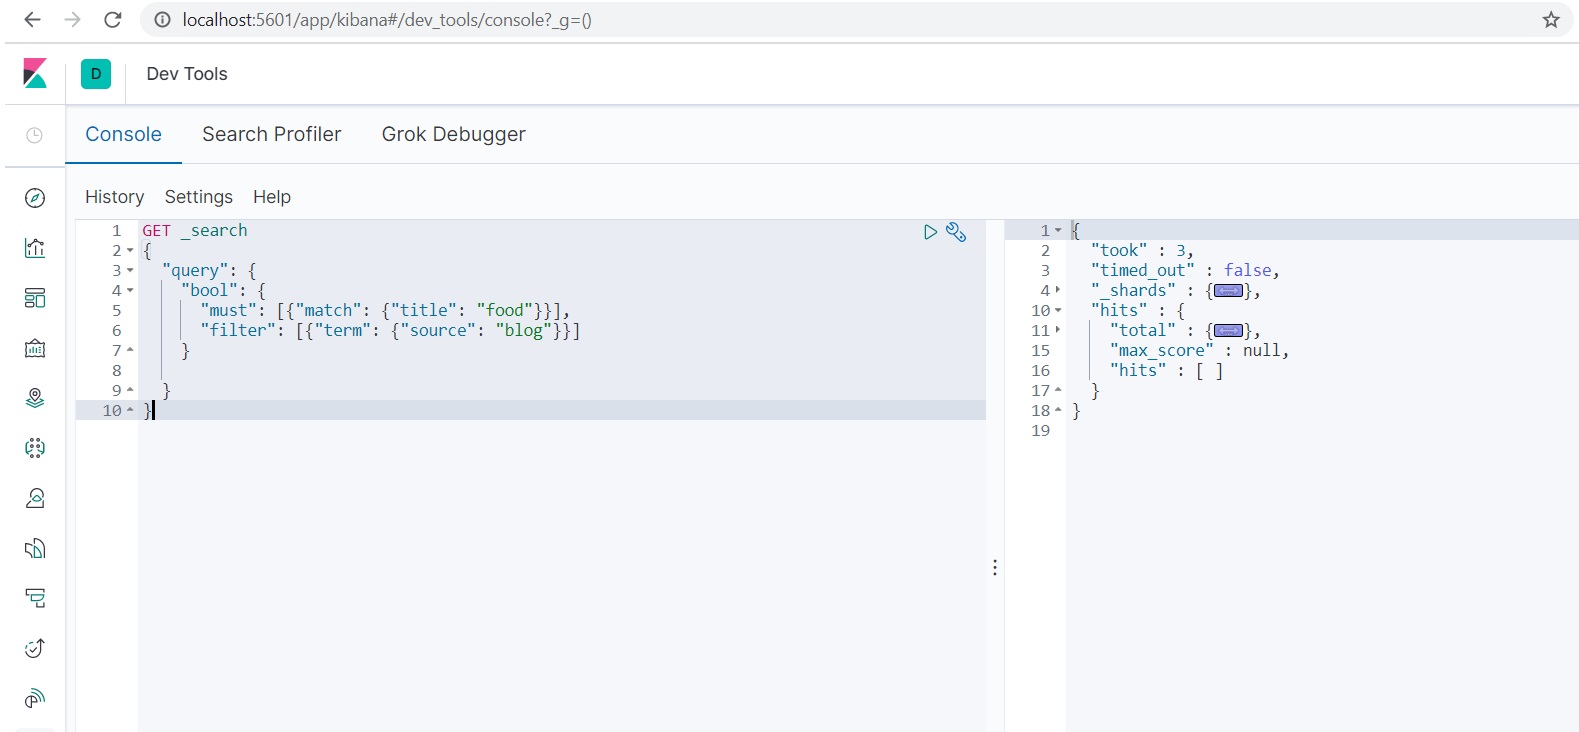 localhost:5601/app/kibana#/dev_tools/console?_g=()
D Dev Tools
Console Search Profiler Grok Debugger
History Settings Help
1 GET _search
2 {
3 "query": {
4 "bool": {
5 "must": [{"match": {"title": "food"}}],
6 "filter": [{"term": {"source": "blog"}}]
7 }
8
9 }
10 }
1 {
2 "took" : 3,
3 "timed_out" : false,
4 "_shards" : {},
10 "hits" : {
11 "total" : {},
15 "max_score" : null,
16 "hits" : [ ]
17 }
18 }
19